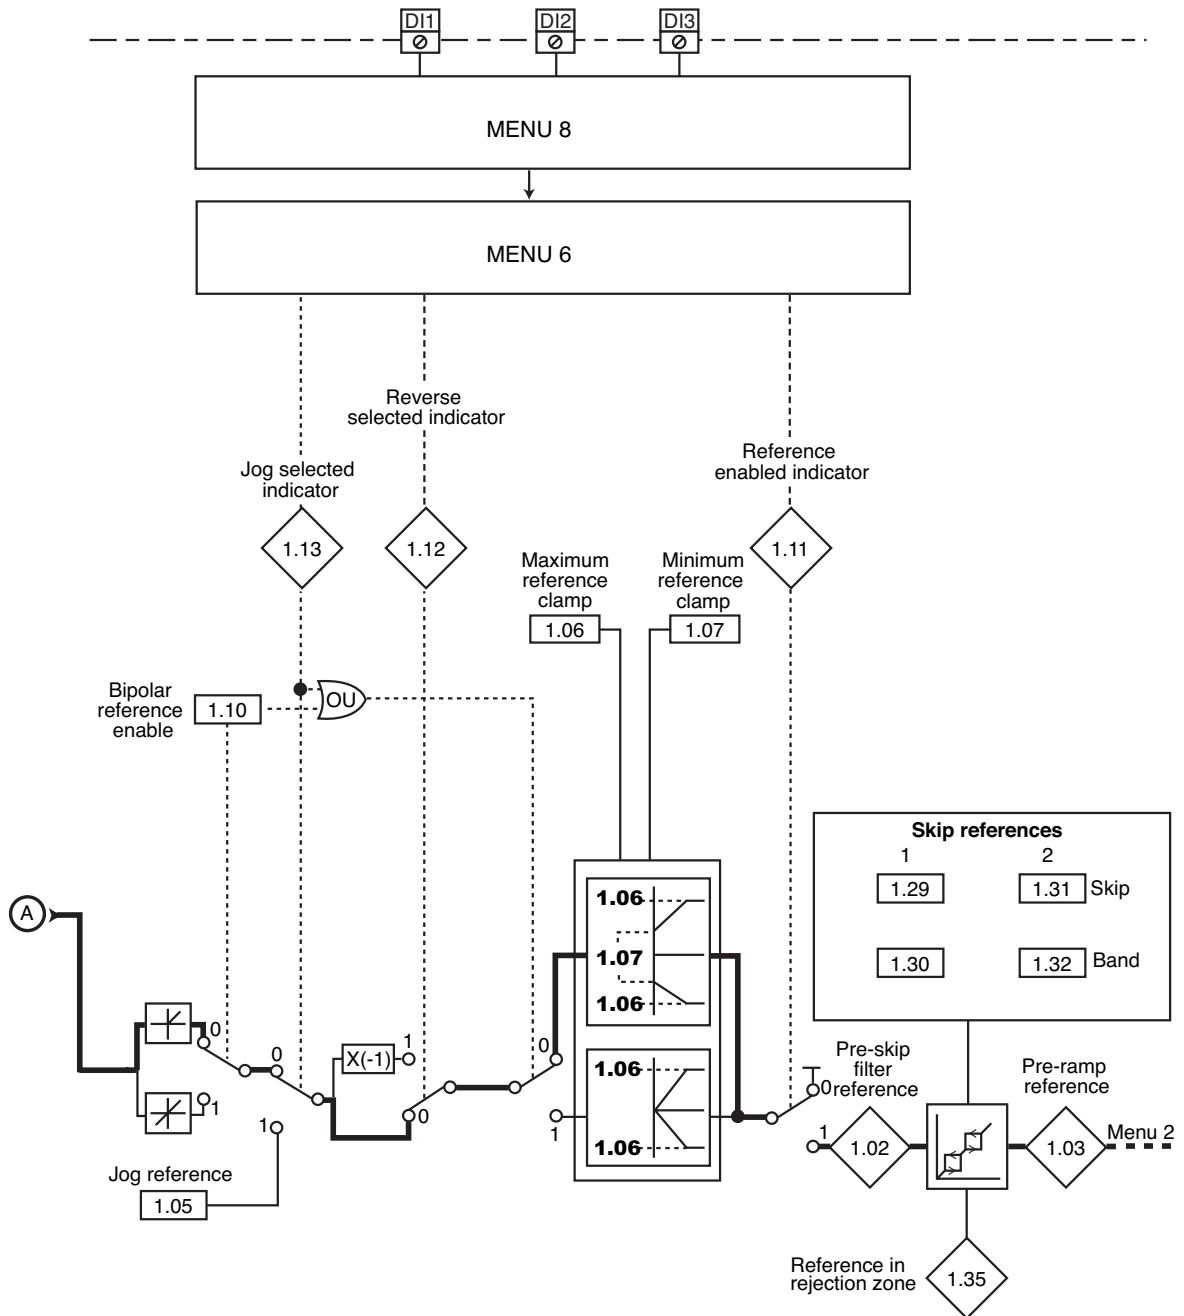 DI1 DI2 DI3
MENU 8
MENU 6
Reverse
selected indicator
Jog selected
indicator
Reference
enabled indicator
1.13
1.12
1.11
Maximum
reference
clamp
1.06
Minimum
reference
clamp
1.07
Bipolar
reference
enable
1.10
OU
Skip references
1 2
1.29 1.31 Skip
1.30 1.32 Band
A
1.06
1.07
1.06
0
1
0
1
X(-1)
1
0
0
1
1.06
1.06
Jog reference
1.05
0
1
Pre-skip
filter
reference
1.02
Pre-ramp
reference
1.03
Menu 2
Reference in
rejection zone
1.35